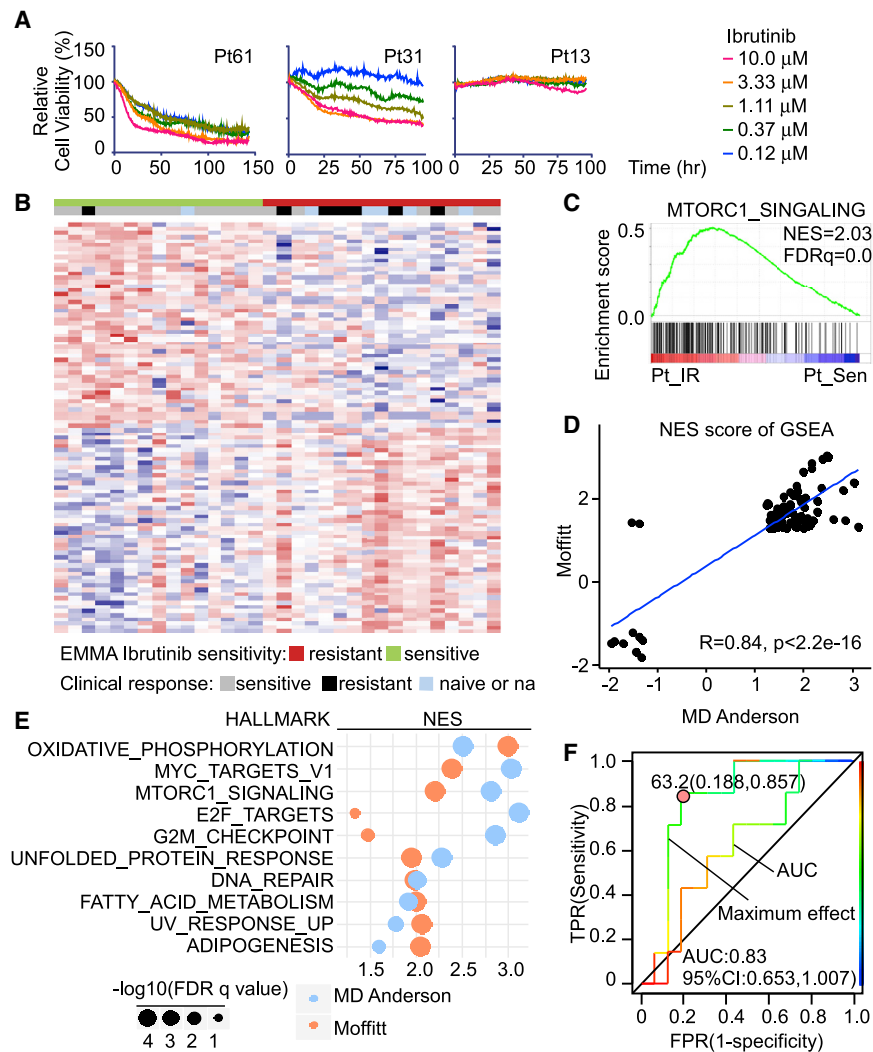 A
Relative
Cell Viability (%)
150
100
50
0
Pt61
Pt31
Pt13
0 50 100 150
0 25 50 75 100
0 25 50 75 100
Time (hr)
Ibrutinib
10.0 µM
3.33 µM
1.11 µM
0.37 µM
0.12 µM
B
EMMA Ibrutinib sensitivity: resistant sensitive
Clinical response: sensitive resistant naive or na
C
MTORC1_SINGALING
NES=2.03
FDRq=0.0
Enrichment score
0.5
0.0
Pt_IR Pt_Sen
D
NES score of GSEA
Moffitt
2
0
-2
R=0.84, p<2.2e-16
-2 -1 0 1 2 3
MD Anderson
E
HALLMARK NES
OXIDATIVE_PHOSPHORYLATION
MYC_TARGETS_V1
MTORC1_SIGNALING
E2F_TARGETS
G2M_CHECKPOINT
UNFOLDED_PROTEIN_RESPONSE
DNA_REPAIR
FATTY_ACID_METABOLISM
UV_RESPONSE_UP
ADIPOGENESIS
1.5 2.0 2.5 3.0
-log10(FDR q value)
4 3 2 1
MD Anderson
Moffitt
F
TPR(Sensitivity)
1.0
0.8
0.6
0.4
0.2
0
63.2(0.188,0.857)
AUC
Maximum effect
AUC:0.83
95%CI:0.653,1.007)
0.0 0.2 0.4 0.6 0.8 1.0
FPR(1-specificity)